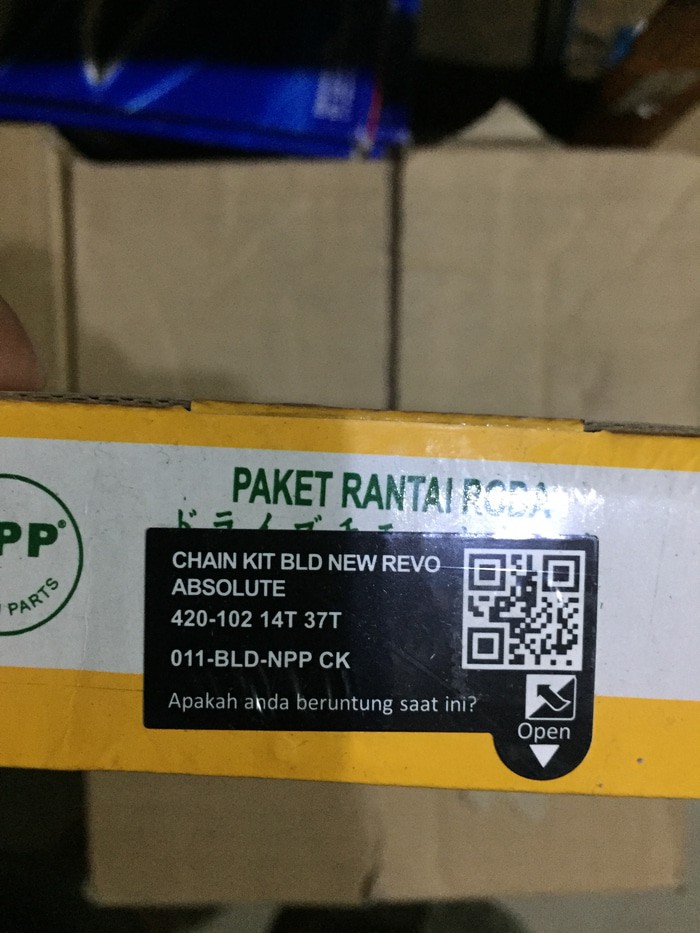 PAKET RANTAI RODA
PP®
PARTS
CHAIN KIT BLD NEW REVO
ABSOLUTE
420-102 14T 37T
011-BLD-NPP CK
Apakah anda beruntung saat ini?
Open